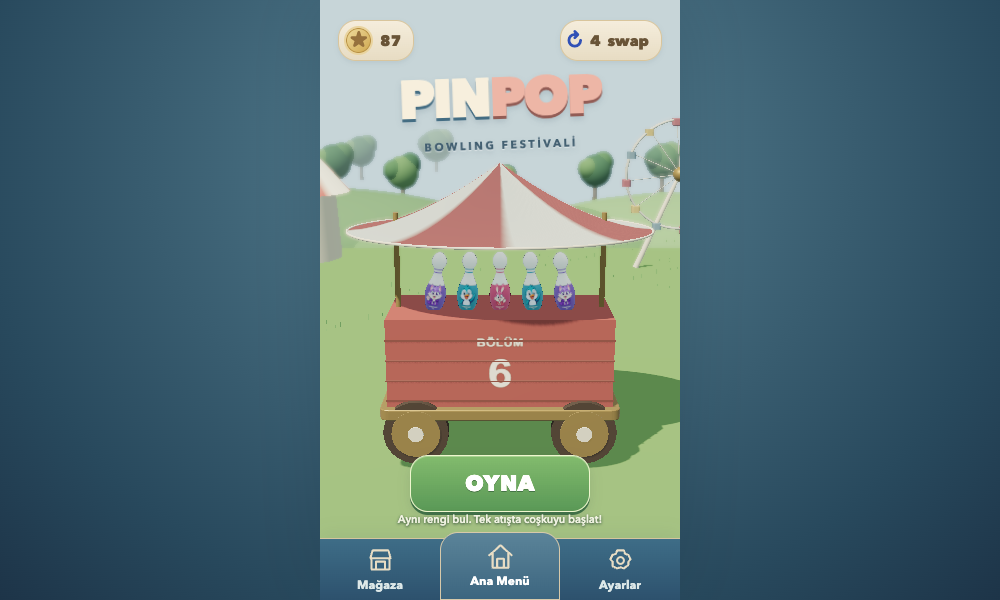 87
4 swap
PINPOP
BOWLING FESTİVALİ
BÖLÜM
6
OYNA
Aynı rengi bul. Tek atışta coşkuyu başlat!
Mağaza
Ana Menü
Ayarlar